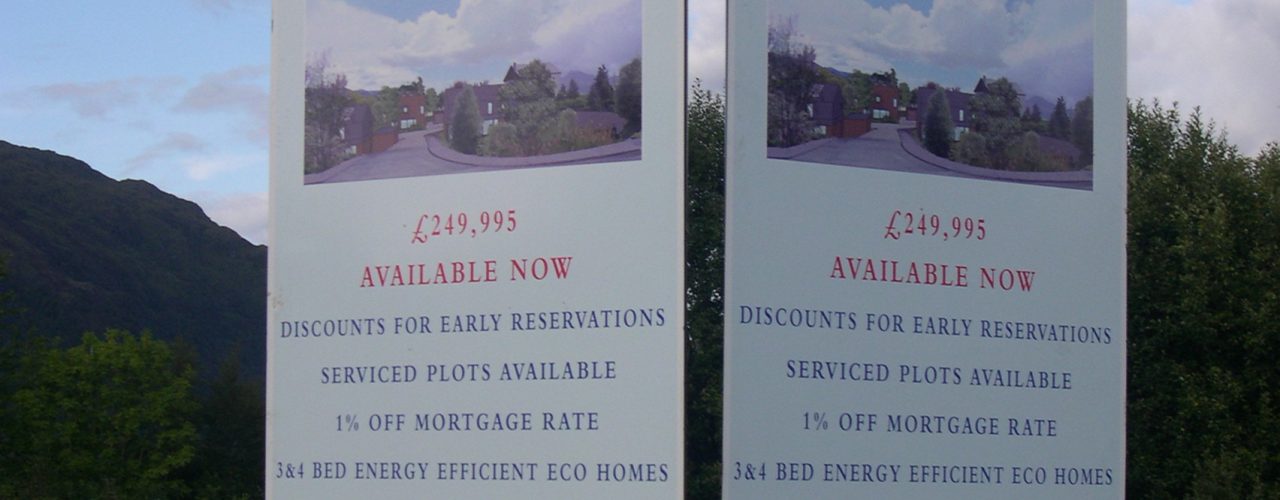 £249,995
AVAILABLE NOW
DISCOUNTS FOR EARLY RESERVATIONS
SERVICED PLOTS AVAILABLE
1% OFF MORTGAGE RATE
3&4 BED ENERGY EFFICIENT ECO HOMES
£249,995
AVAILABLE NOW
DISCOUNTS FOR EARLY RESERVATIONS
SERVICED PLOTS AVAILABLE
1% OFF MORTGAGE RATE
3&4 BED ENERGY EFFICIENT ECO HOMES